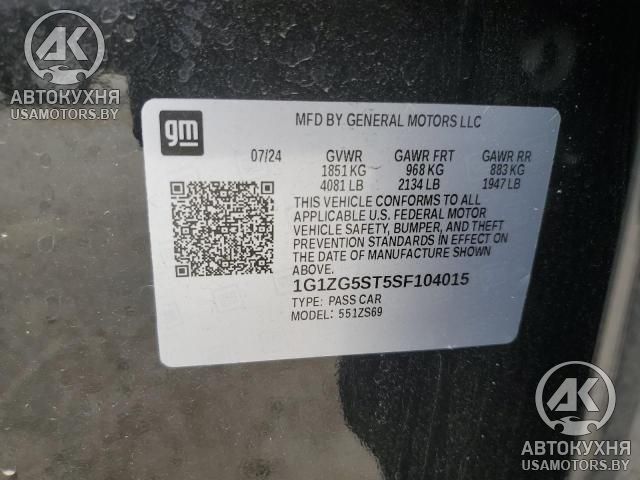 AK
АВТОКУХНЯ
USAMOTORS.BY
gm
MFD BY GENERAL MOTORS LLC
07/24 GVWR GAWR FRT GAWR RR
1851 KG 968 KG 883 KG
4081 LB 2134 LB 1947 LB
THIS VEHICLE CONFORMS TO ALL
APPLICABLE U.S. FEDERAL MOTOR
VEHICLE SAFETY, BUMPER, AND THEFT
PREVENTION STANDARDS IN EFFECT ON
THE DATE OF MANUFACTURE SHOWN
ABOVE.
1G1ZG5ST5SF104015
TYPE: PASS CAR
MODEL: 551ZS69
AK
АВТОКУХНЯ
USAMOTORS.BY